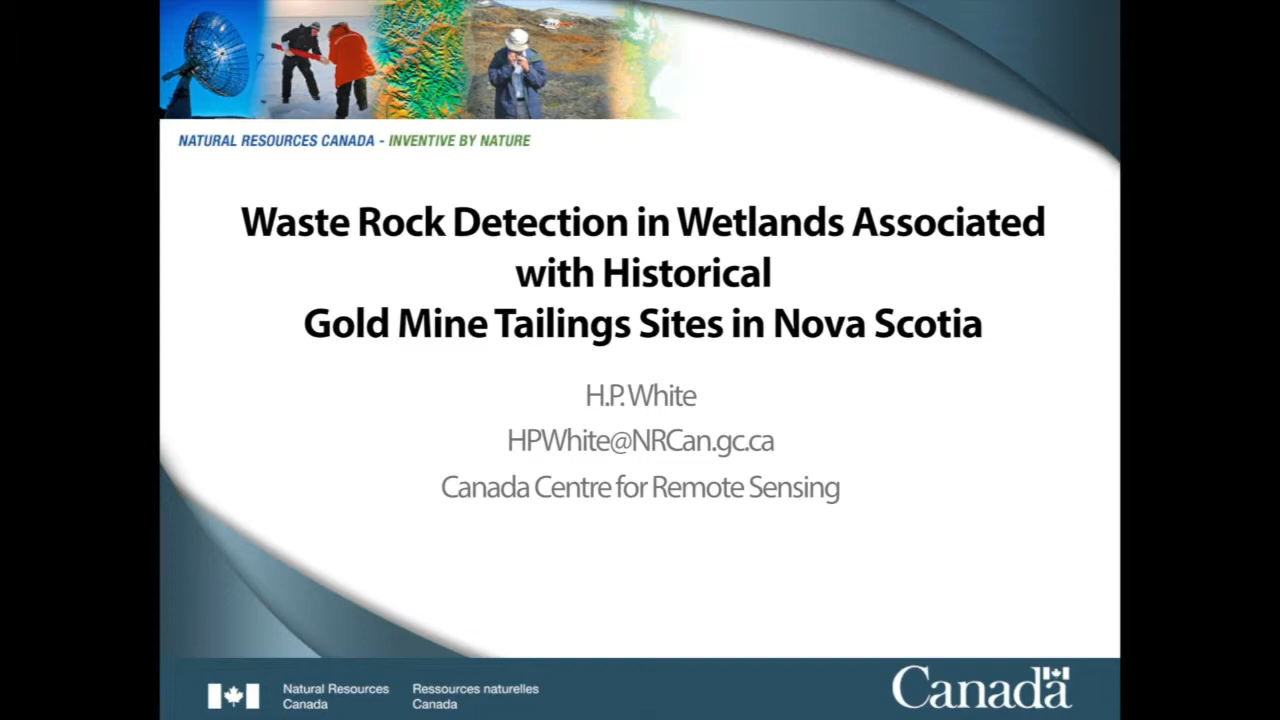 NATURAL RESOURCES CANADA - INVENTIVE BY NATURE
Waste Rock Detection in Wetlands Associated
with Historical
Gold Mine Tailings Sites in Nova Scotia
H.P. White
HPWhite@NRCan.gc.ca
Canada Centre for Remote Sensing
Natural Resources
Canada
Ressources naturelles
Canada
Canada